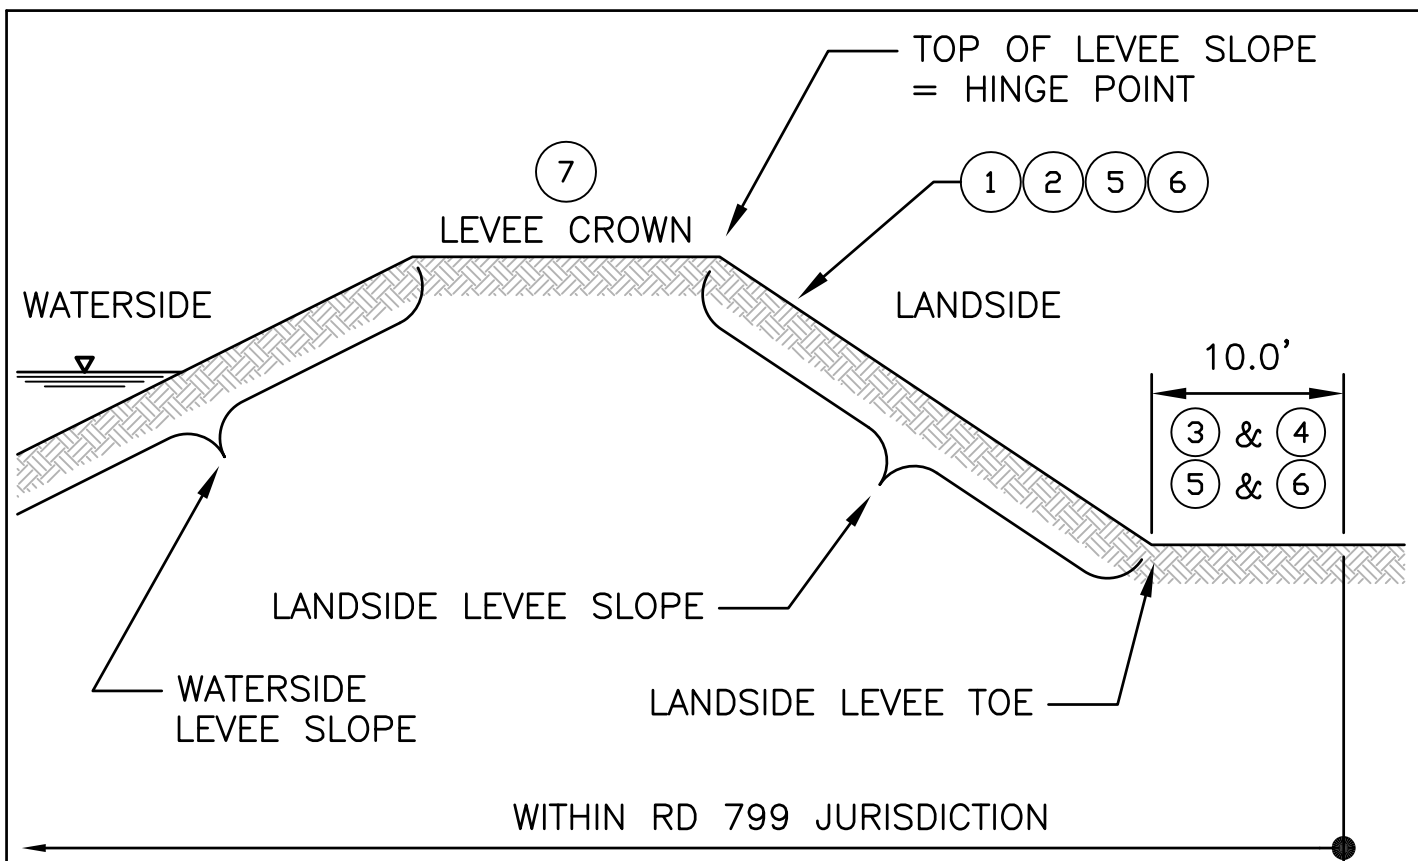 TOP OF LEVEE SLOPE
= HINGE POINT
7
1 2 5 6
LEVEE CROWN
WATERSIDE
LANDSIDE
10.0'
3 & 4
5 & 6
LANDSIDE LEVEE SLOPE
WATERSIDE
LEVEE SLOPE
LANDSIDE LEVEE TOE
WITHIN RD 799 JURISDICTION